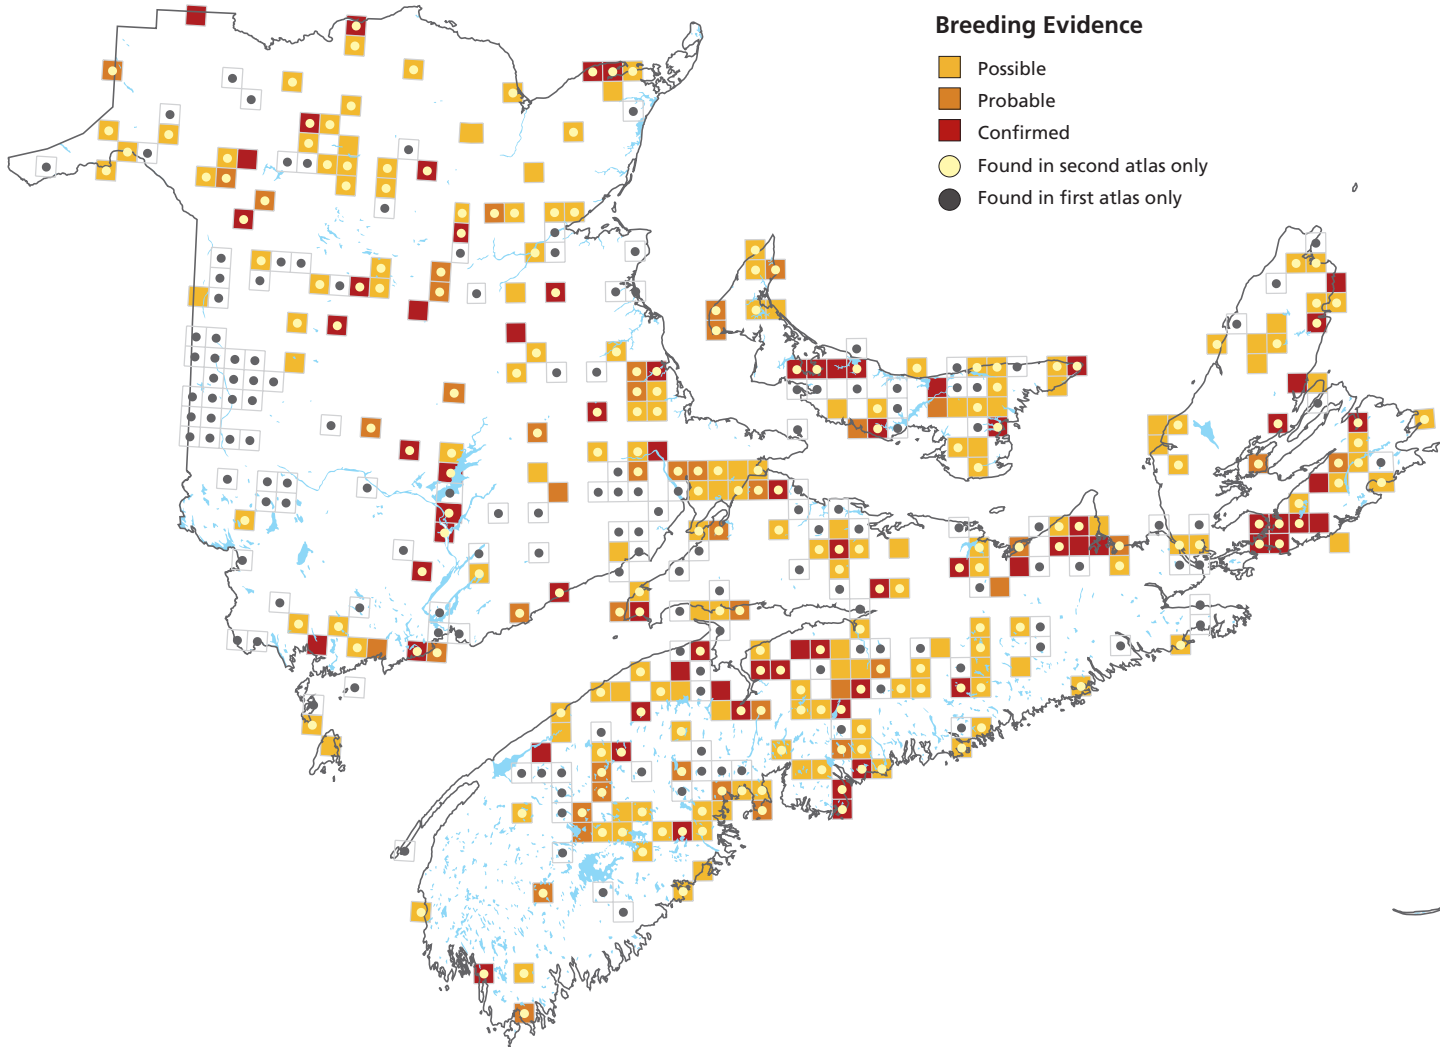 Breeding Evidence
Possible
Probable
Confirmed
Found in second atlas only
Found in first atlas only